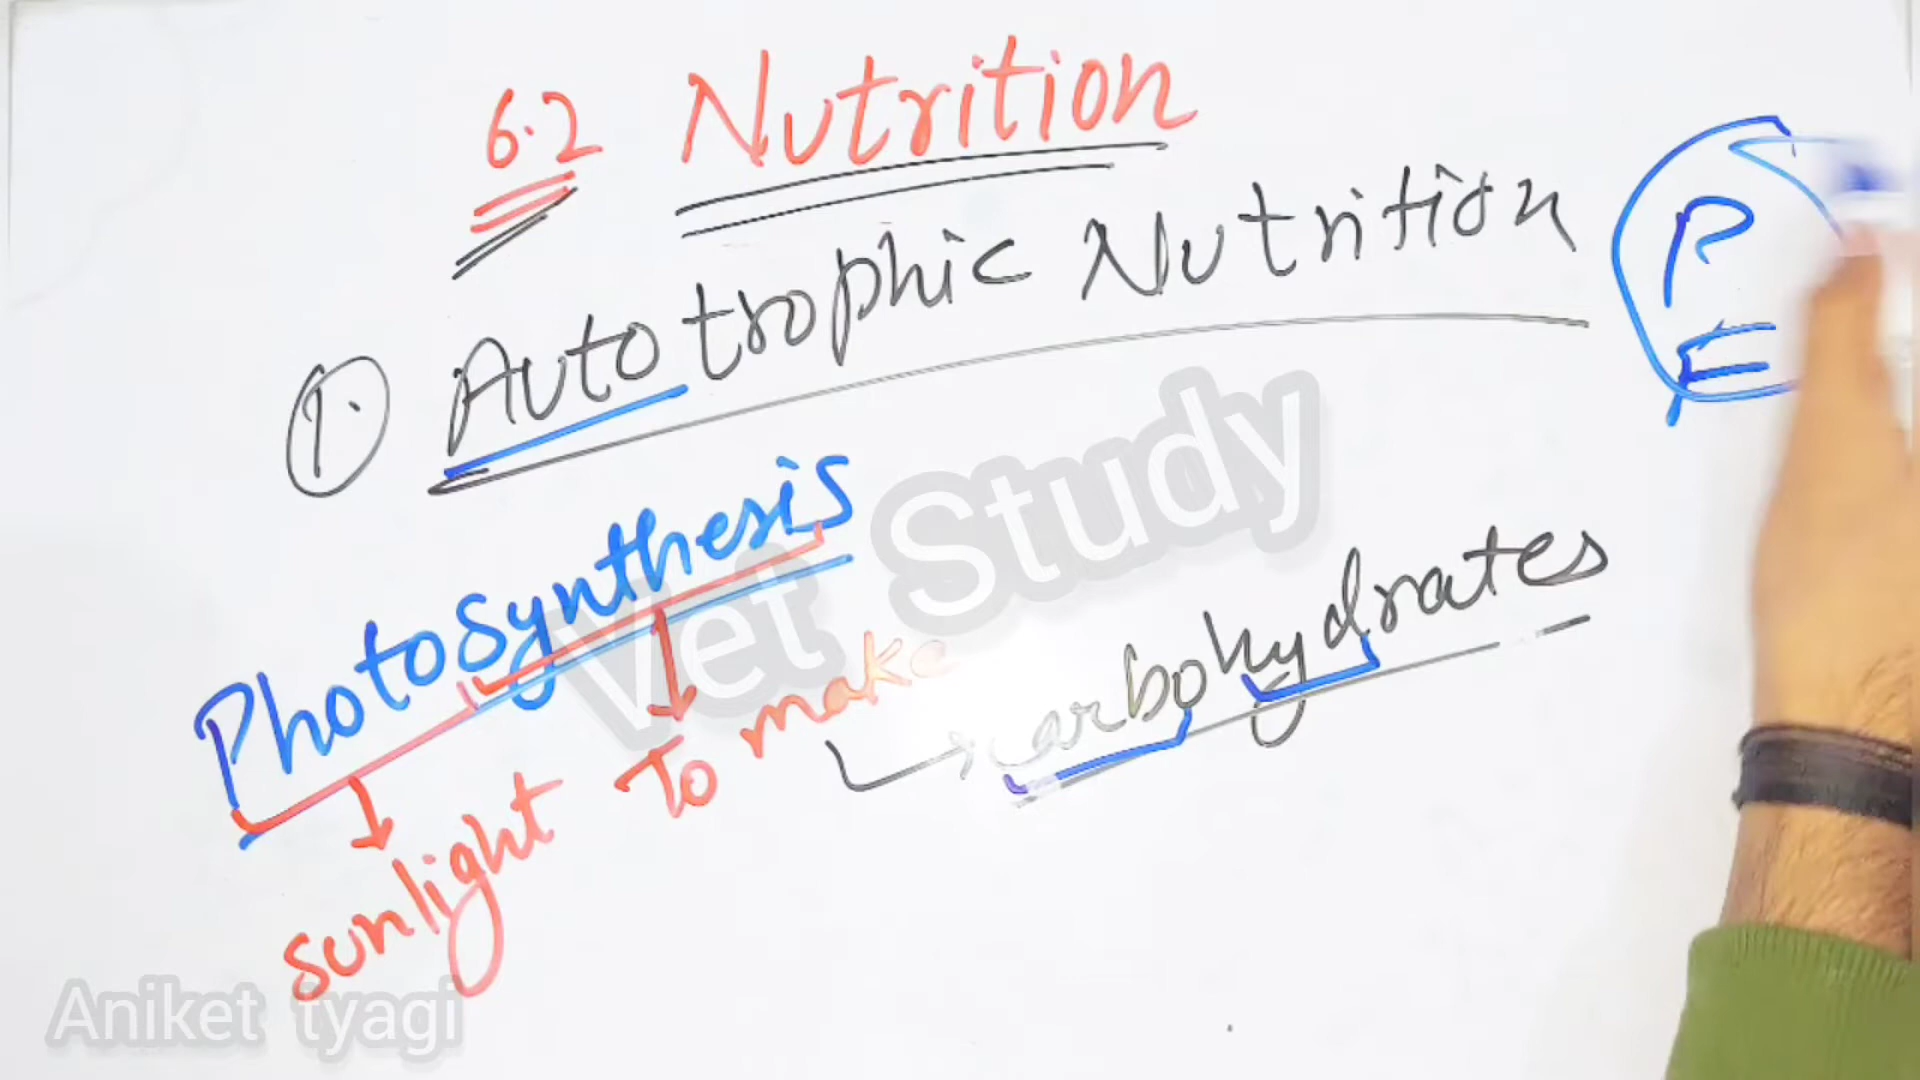 6.2 Nutrition
1. Autotrophic Nutrition
P
E
Photosynthesis
sunlight To make
Carbohydrates
Vet Study
Aniket tyagi